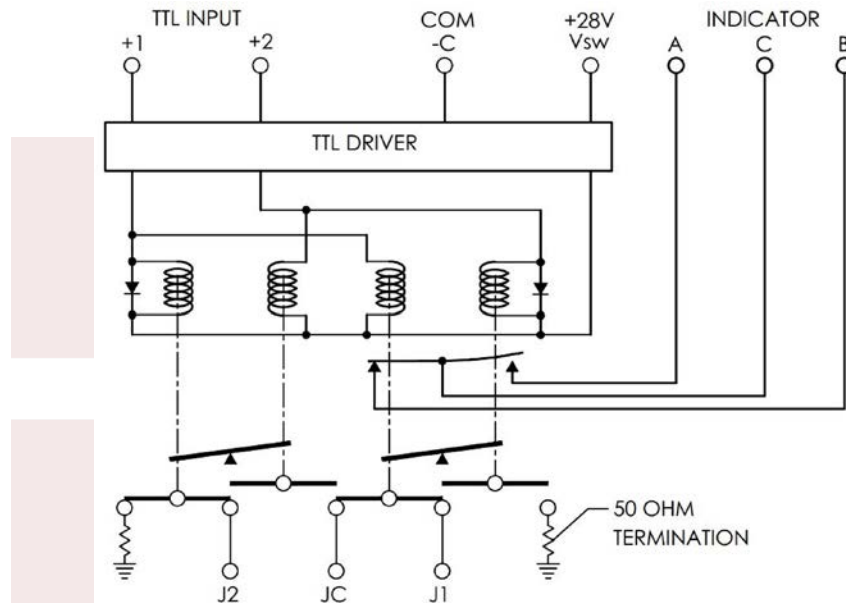 TTL INPUT
+1
+2
COM
-C
+28V
Vsw
INDICATOR
A
C
B
TTL DRIVER
50 OHM
TERMINATION
J2
JC
J1